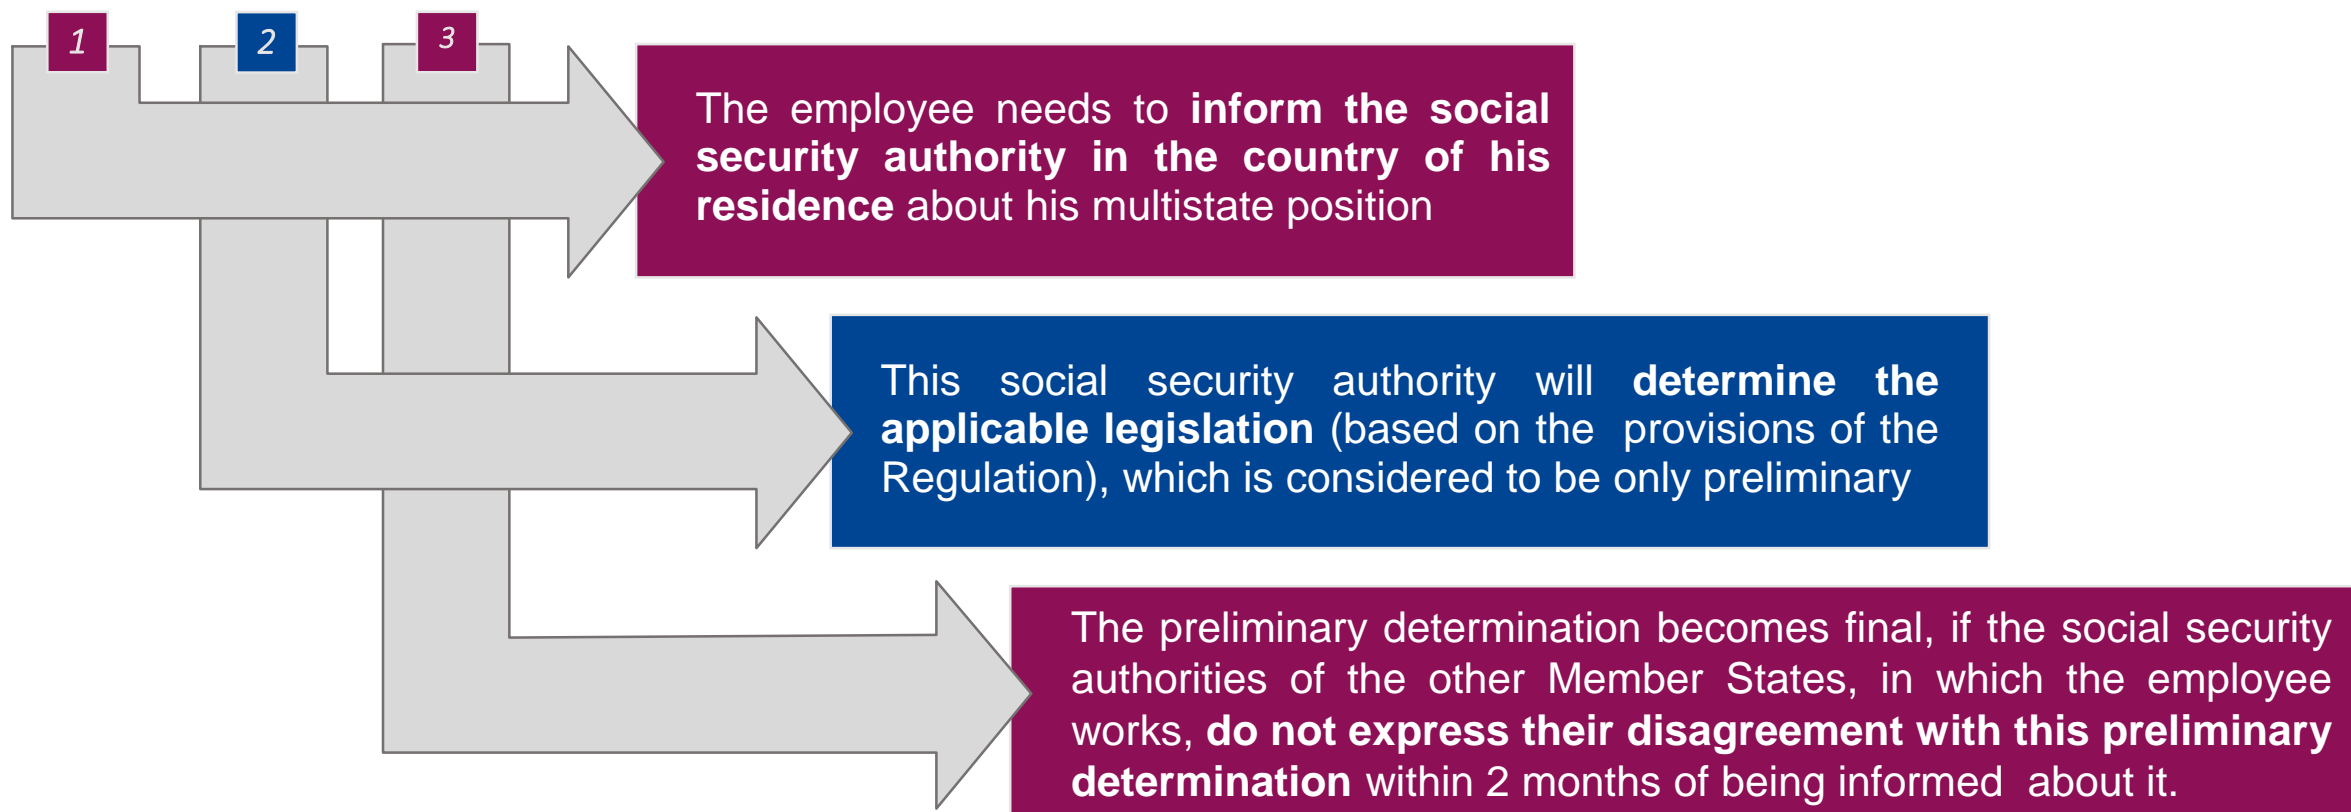 1
2
3
The employee needs to inform the social
security authority in the country of his
residence about his multistate position
This social security authority will determine the
applicable legislation (based on the provisions of the
Regulation), which is considered to be only preliminary
The preliminary determination becomes final, if the social security
authorities of the other Member States, in which the employee
works, do not express their disagreement with this preliminary
determination within 2 months of being informed about it.